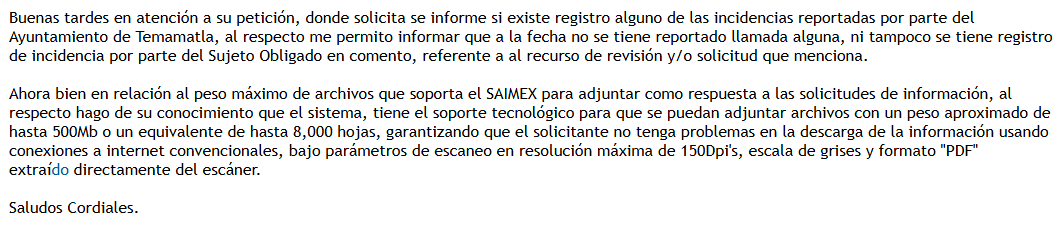 Buenas tardes en atención a su petición, donde solicita se informe si existe registro alguno de las incidencias reportadas por parte del
Ayuntamiento de Temamatla, al respecto me permito informar que a la fecha no se tiene reportado llamada alguna, ni tampoco se tiene registro
de incidencia por parte del Sujeto Obligado en comento, referente a al recurso de revisión y/o solicitud que menciona.
Ahora bien en relación al peso máximo de archivos que soporta el SAIMEX para adjuntar como respuesta a las solicitudes de información, al
respecto hago de su conocimiento que el sistema, tiene el soporte tecnológico para que se puedan adjuntar archivos con un peso aproximado de
hasta 500Mb o un equivalente de hasta 8,000 hojas, garantizando que el solicitante no tenga problemas en la descarga de la información usando
conexiones a internet convencionales, bajo parámetros de escaneo en resolución máxima de 150Dpi's, escala de grises y formato "PDF"
extraído directamente del escáner.
Saludos Cordiales.